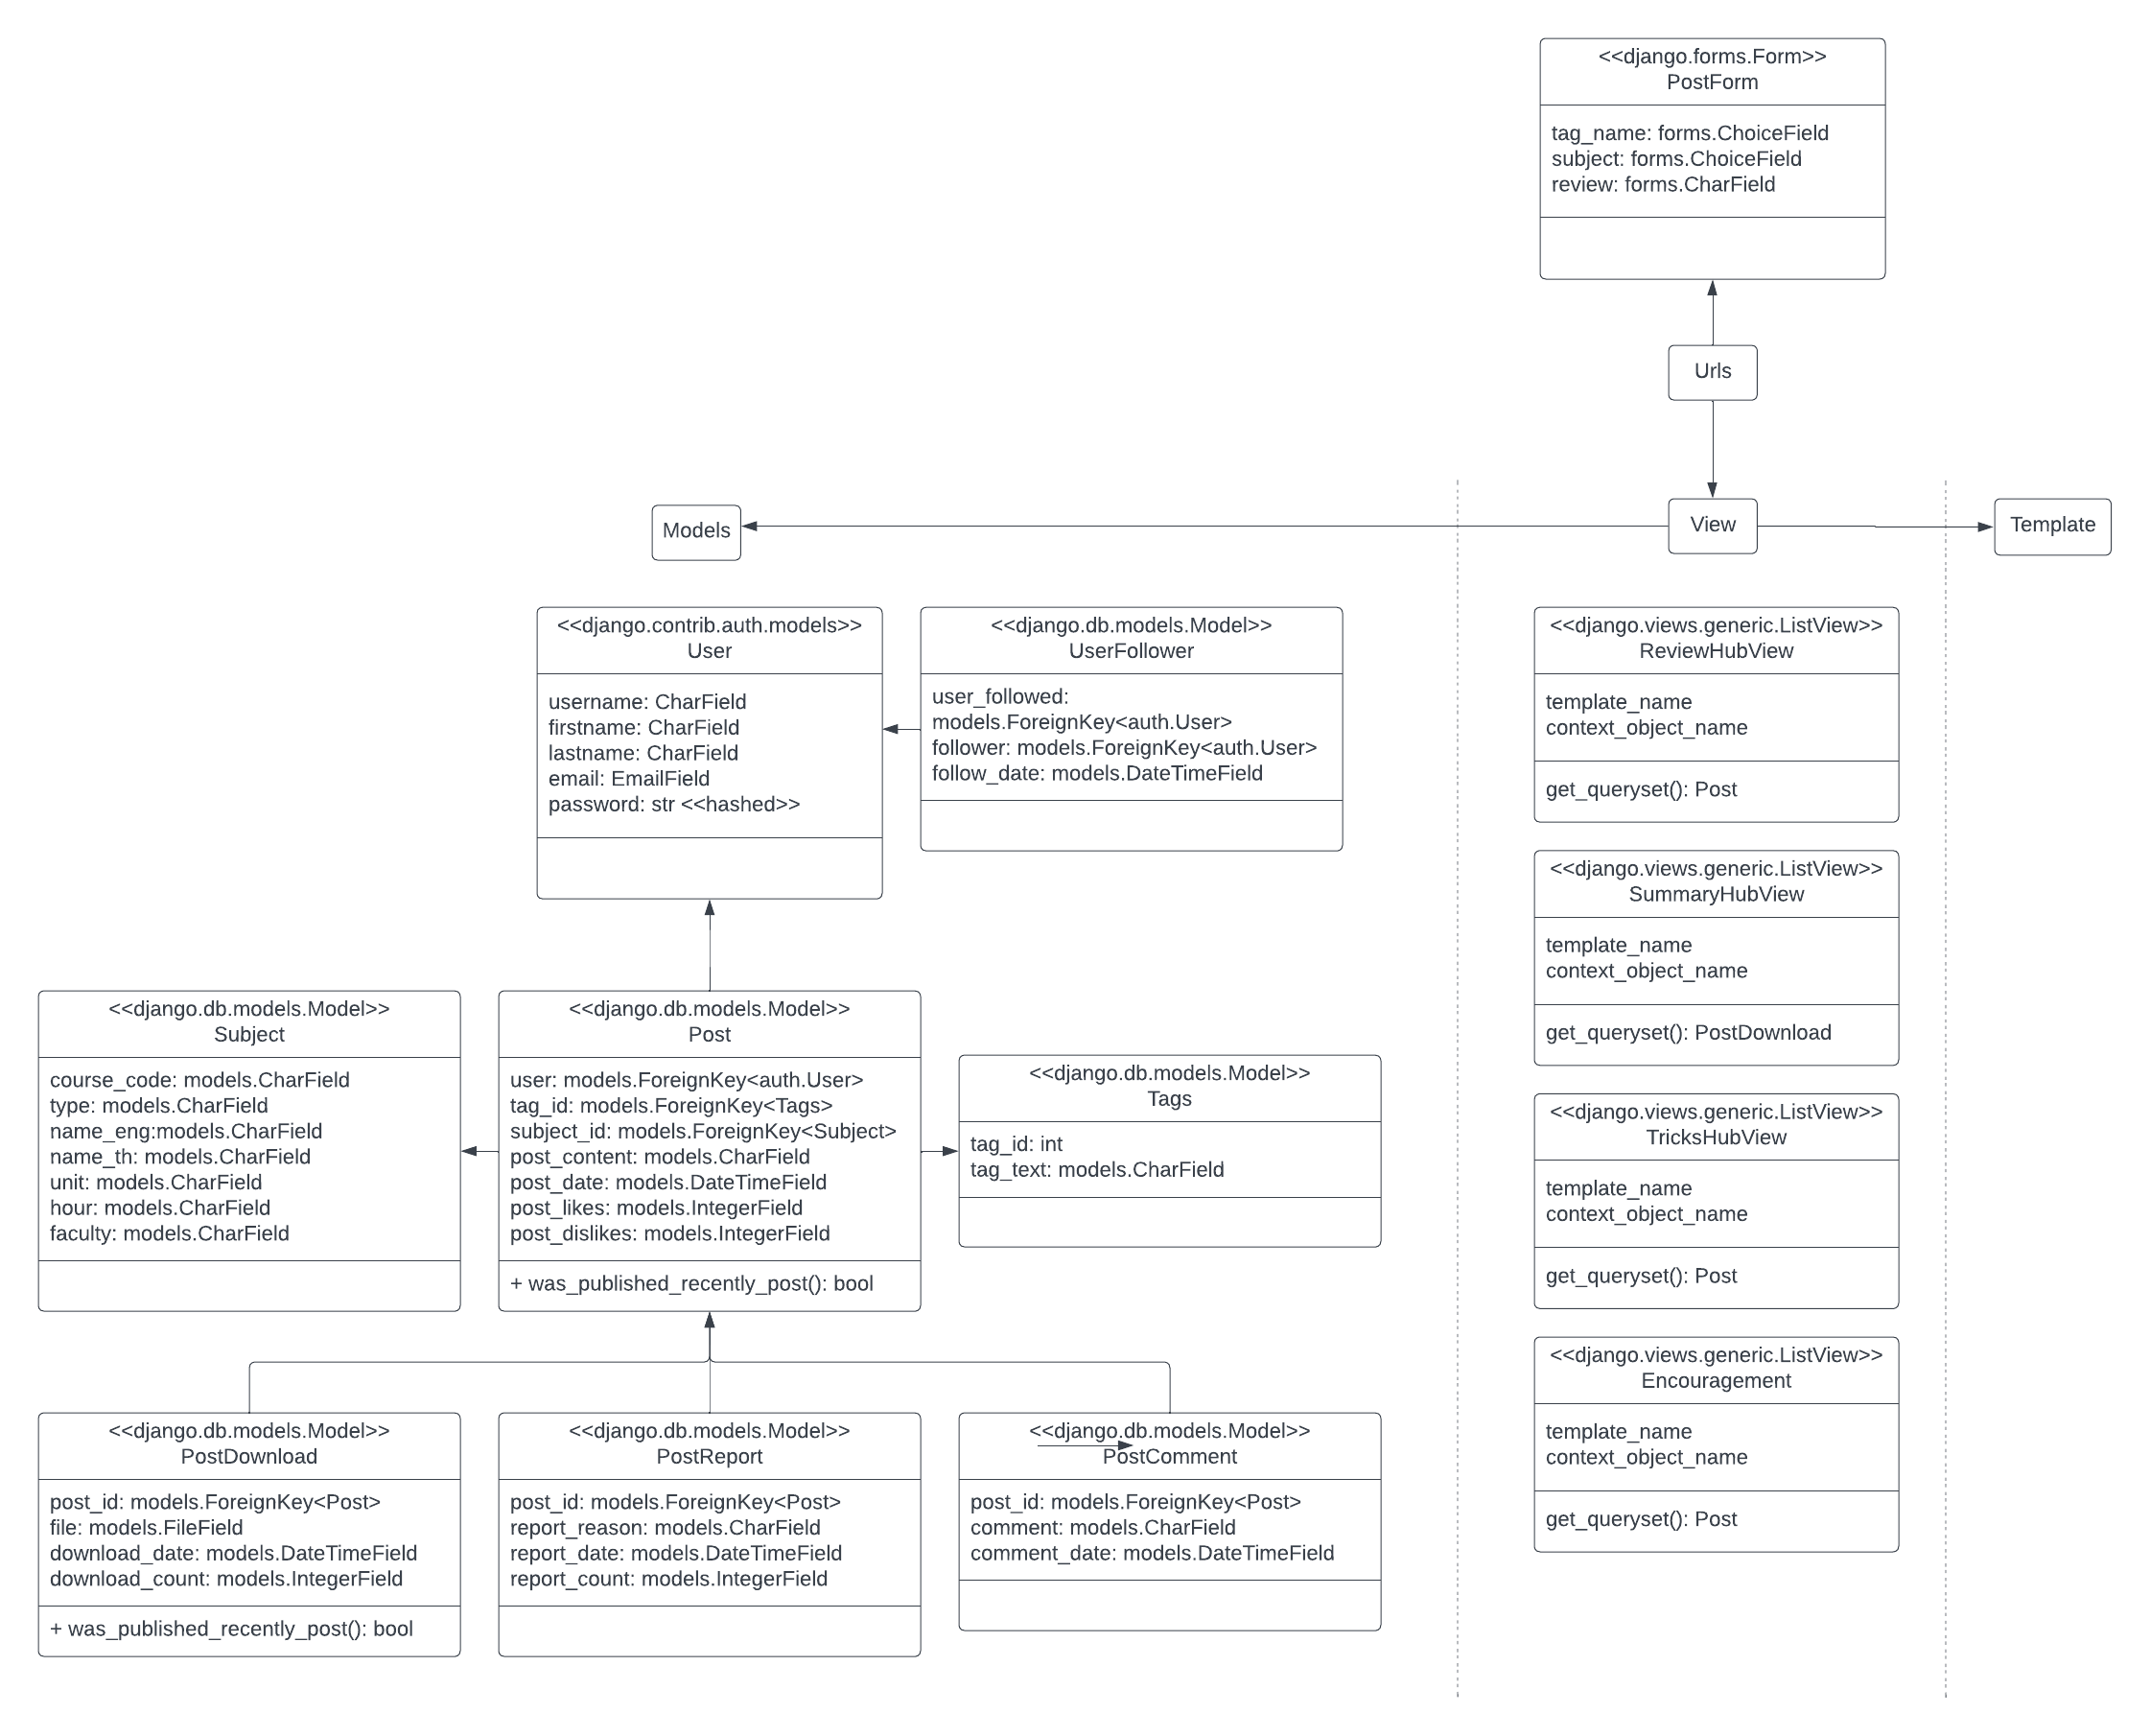 <<django.forms.Form>>
PostForm
tag_name: forms.ChoiceField
subject: forms.ChoiceField
review: forms.CharField
Urls
Models
View
Template
<<django.contrib.auth.models>>
User
username: CharField
firstname: CharField
lastname: CharField
email: EmailField
password: str <<hashed>>
<<django.db.models.Model>>
UserFollower
user_followed:
models.ForeignKey<auth.User>
follower: models.ForeignKey<auth.User>
follow_date: models.DateTimeField
<<django.views.generic.ListView>>
ReviewHubView
template_name
context_object_name
get_queryset(): Post
<<django.views.generic.ListView>>
SummaryHubView
template_name
context_object_name
get_queryset(): PostDownload
<<django.db.models.Model>>
Subject
course_code: models.CharField
type: models.CharField
name_eng:models.CharField
name_th: models.CharField
unit: models.CharField
hour: models.CharField
faculty: models.CharField
<<django.db.models.Model>>
Post
user: models.ForeignKey<auth.User>
tag_id: models.ForeignKey<Tags>
subject_id: models.ForeignKey<Subject>
post_content: models.CharField
post_date: models.DateTimeField
post_likes: models.IntegerField
post_dislikes: models.IntegerField
+ was_published_recently_post(): bool
<<django.db.models.Model>>
Tags
tag_id: int
tag_text: models.CharField
<<django.views.generic.ListView>>
TricksHubView
template_name
context_object_name
get_queryset(): Post
<<django.views.generic.ListView>>
Encouragement
template_name
context_object_name
get_queryset(): Post
<<django.db.models.Model>>
PostDownload
post_id: models.ForeignKey<Post>
file: models.FileField
download_date: models.DateTimeField
download_count: models.IntegerField
+ was_published_recently_post(): bool
<<django.db.models.Model>>
PostReport
post_id: models.ForeignKey<Post>
report_reason: models.CharField
report_date: models.DateTimeField
report_count: models.IntegerField
<<django.db.models.Model>>
PostComment
post_id: models.ForeignKey<Post>
comment: models.CharField
comment_date: models.DateTimeField